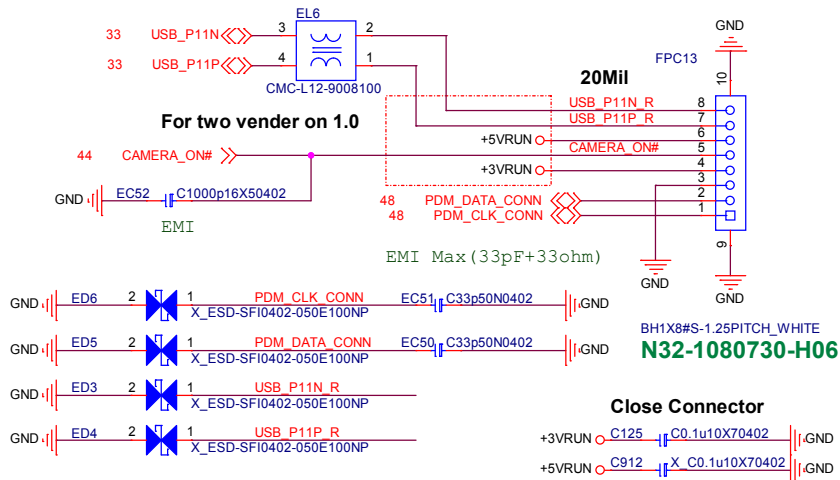 EL6
GND
33 USB_P11N 3 2
FPC13
33 USB_P11P 4 1
10
CMC-L12-9008100
20Mil
USB_P11N_R 8
For two vender on 1.0
USB_P11P_R 7
+5VRUN 6
44 CAMERA_ON# CAMERA_ON# 5
+3VRUN 4
3
GND EC52 C1000p16X50402
48 PDM_DATA_CONN 2
48 PDM_CLK_CONN 1
EMI
9
EMI Max(33pF+33ohm)
GND
GND
GND ED6 2 1 PDM_CLK_CONN EC51 C33p50N0402 GND
X_ESD-SFI0402-050E100NP
BH1X8#S-1.25PITCH_WHITE
GND ED5 2 1 PDM_DATA_CONN EC50 C33p50N0402 GND
N32-1080730-H06
X_ESD-SFI0402-050E100NP
GND ED3 2 1 USB_P11N_R
X_ESD-SFI0402-050E100NP
Close Connector
GND ED4 2 1 USB_P11P_R
X_ESD-SFI0402-050E100NP
+3VRUN C125 C0.1u10X70402 GND
+5VRUN C912 X_C0.1u10X70402 GND